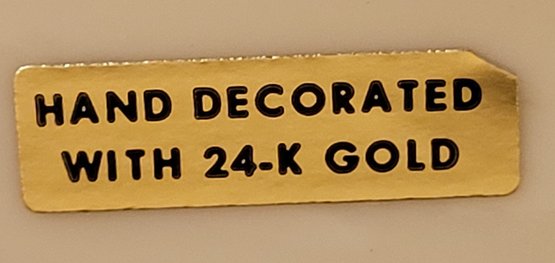 HAND DECORATED
WITH 24-K GOLD